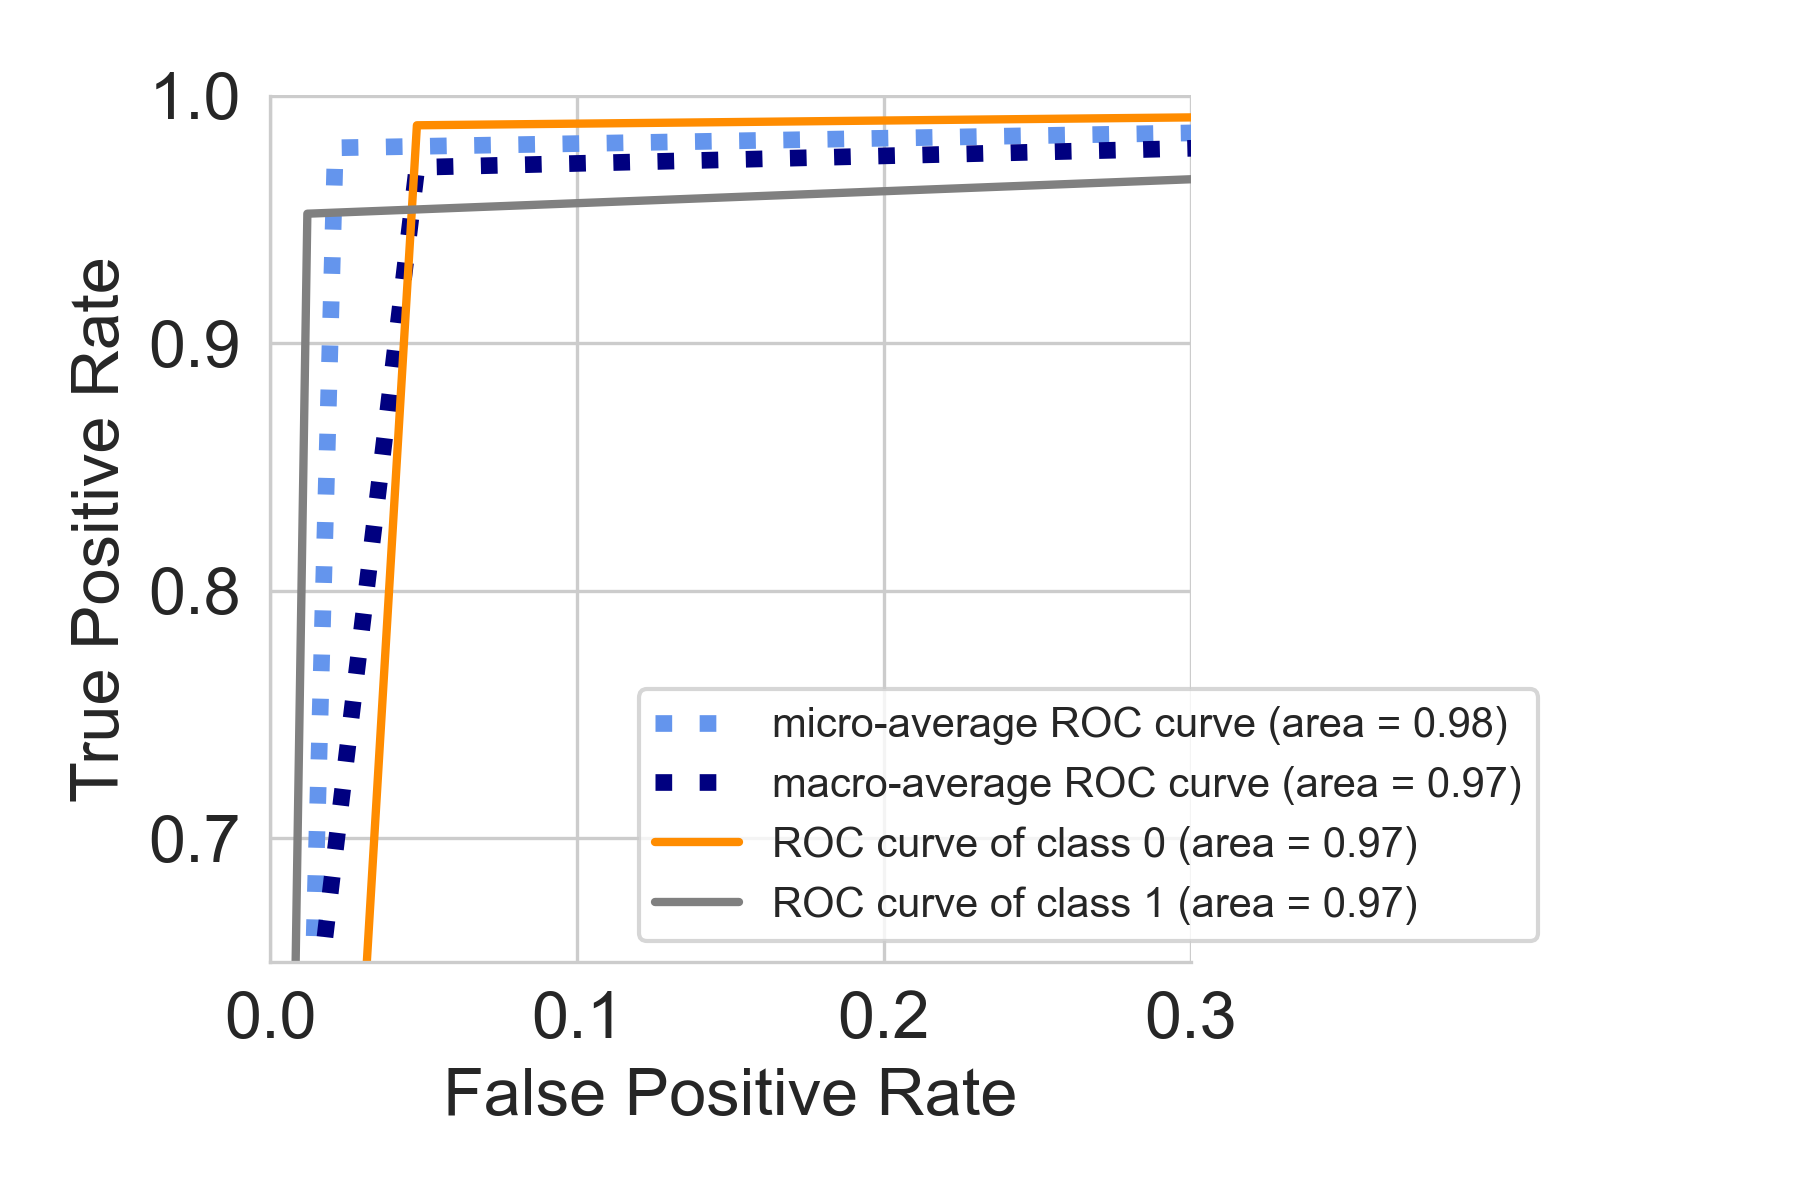 1.0
0.9
0.8
0.7
True Positive Rate
micro-average ROC curve (area = 0.98)
macro-average ROC curve (area = 0.97)
ROC curve of class 0 (area = 0.97)
ROC curve of class 1 (area = 0.97)
0.0 0.1 0.2 0.3
False Positive Rate